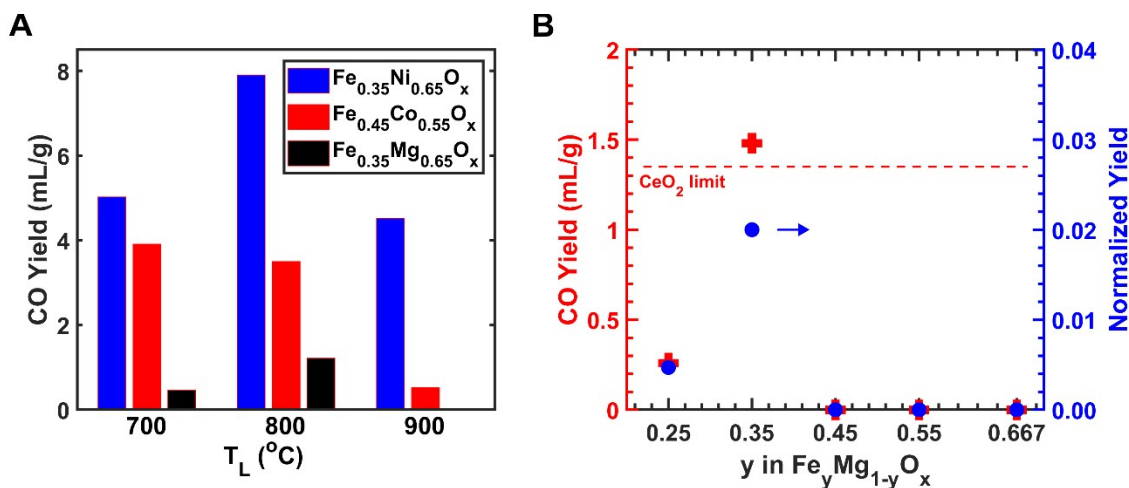 A
CO Yield (mL/g)
8
6
4
2
0
Fe0.35Ni0.65Ox
Fe0.45Co0.55Ox
Fe0.35Mg0.65Ox
700 800 900
TL (oC)
B
CO Yield (mL/g)
2
1.5
1
0.5
0
CeO2 limit
0.04
0.03
0.02
0.01
0.00
Normalized Yield
0.25 0.35 0.45 0.55 0.667
y in FeyMg1-yOx